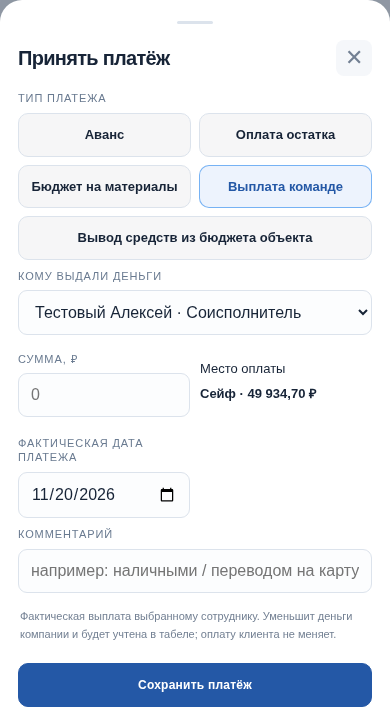 Принять платёж
ТИП ПЛАТЕЖА
Аванс
Оплата остатка
Бюджет на материалы
Выплата команде
Вывод средств из бюджета объекта
КОМУ ВЫДАЛИ ДЕНЬГИ
Тестовый Алексей · Соисполнитель
СУММА, ₽
0
Место оплаты
Сейф · 49 934,70 ₽
ФАКТИЧЕСКАЯ ДАТА
ПЛАТЕЖА
11/20/2026
КОММЕНТАРИЙ
например: наличными / переводом на карту
Фактическая выплата выбранному сотруднику. Уменьшит деньги
компании и будет учтена в табеле; оплату клиента не меняет.
Сохранить платёж